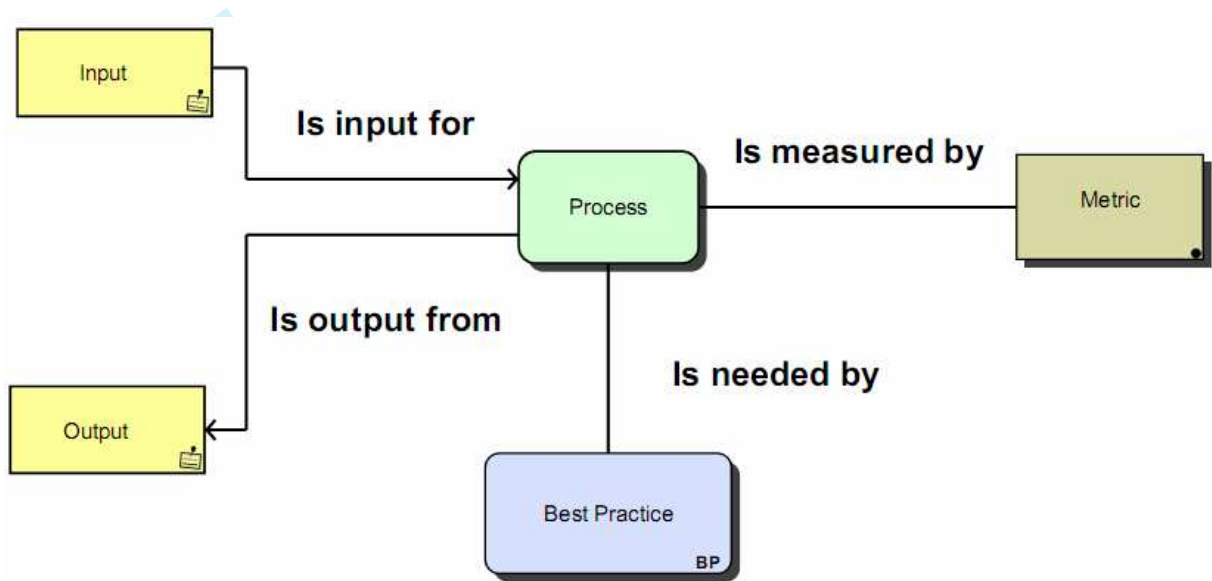 Input
Is input for
Is measured by
Process
Metric
Is output from
Is needed by
Output
Best Practice
BP